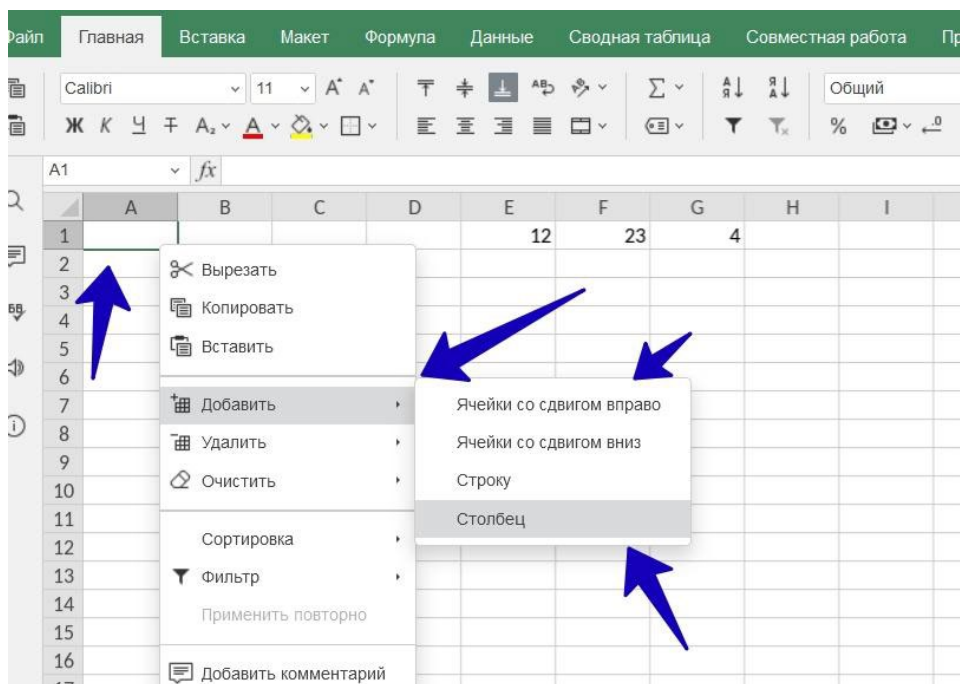 Файл Главная Вставка Макет Формула Данные Сводная таблица Совместная работа
Calibri 11 Общий
Ж К Ч Т A₂ A %
A1 fx
A B C D E F G H I
1 12 23 4
2
3
4
5
6
7
8
9
10
11
12
13
14
15
16
Вырезать
Копировать
Вставить
Добавить
Удалить
Очистить
Сортировка
Фильтр
Применить повторно
Добавить комментарий
Ячейки со сдвигом вправо
Ячейки со сдвигом вниз
Строку
Столбец